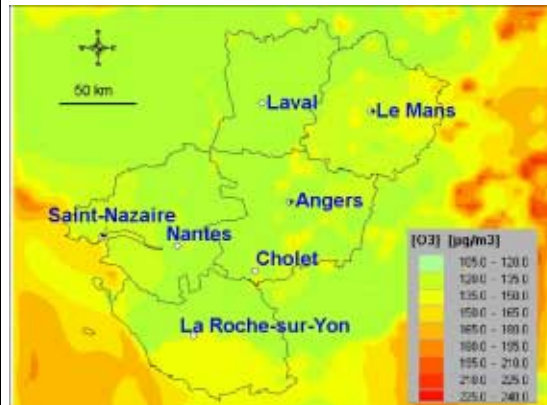 50 km
Laval
Le Mans
Angers
Saint-Nazaire
Nantes
Cholet
La Roche-sur-Yon
[O3] [µg/m3]
105.0 - 120.0
120.0 - 135.0
135.0 - 150.0
150.0 - 165.0
165.0 - 180.0
180.0 - 195.0
195.0 - 210.0
210.0 - 225.0
225.0 - 240.0